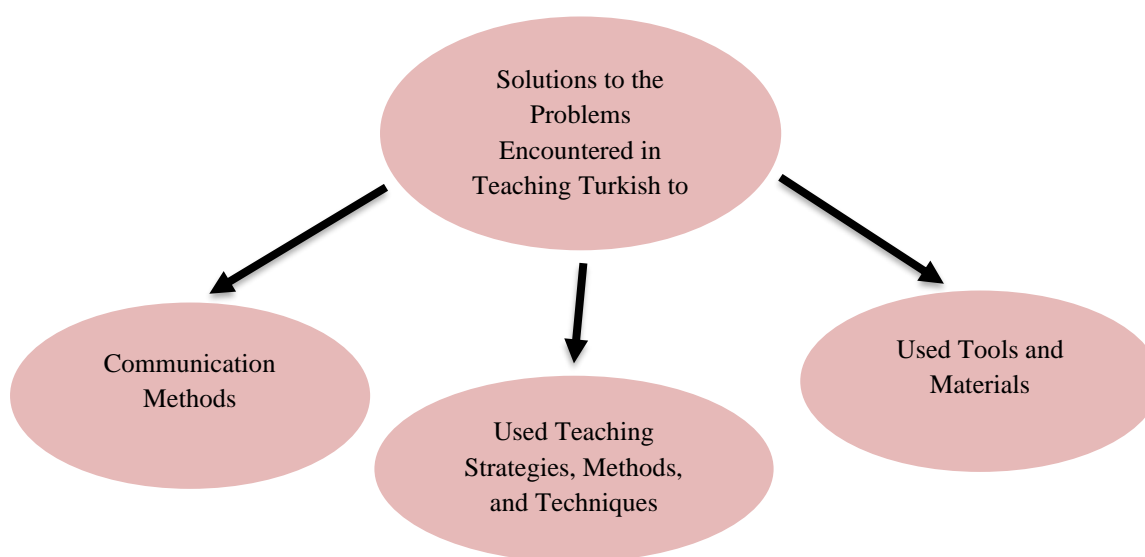 Solutions to the
Problems
Encountered in
Teaching Turkish to
Communication
Methods
Used Teaching
Strategies, Methods,
and Techniques
Used Tools and
Materials